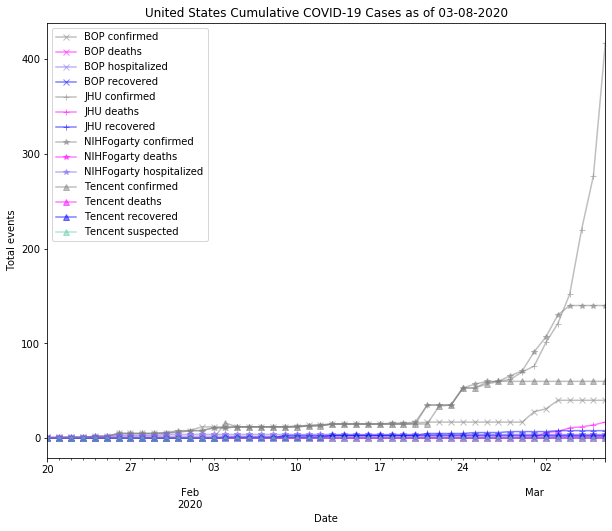 United States Cumulative COVID-19 Cases as of 03-08-2020
BOP confirmed
BOP deaths
BOP hospitalized
BOP recovered
JHU confirmed
JHU deaths
JHU recovered
NIHFogarty confirmed
NIHFogarty deaths
NIHFogarty hospitalized
Tencent confirmed
Tencent deaths
Tencent recovered
Tencent suspected
Total events
400
300
200
100
0
20 27 03 10 17 24 02
Feb Mar
2020
Date